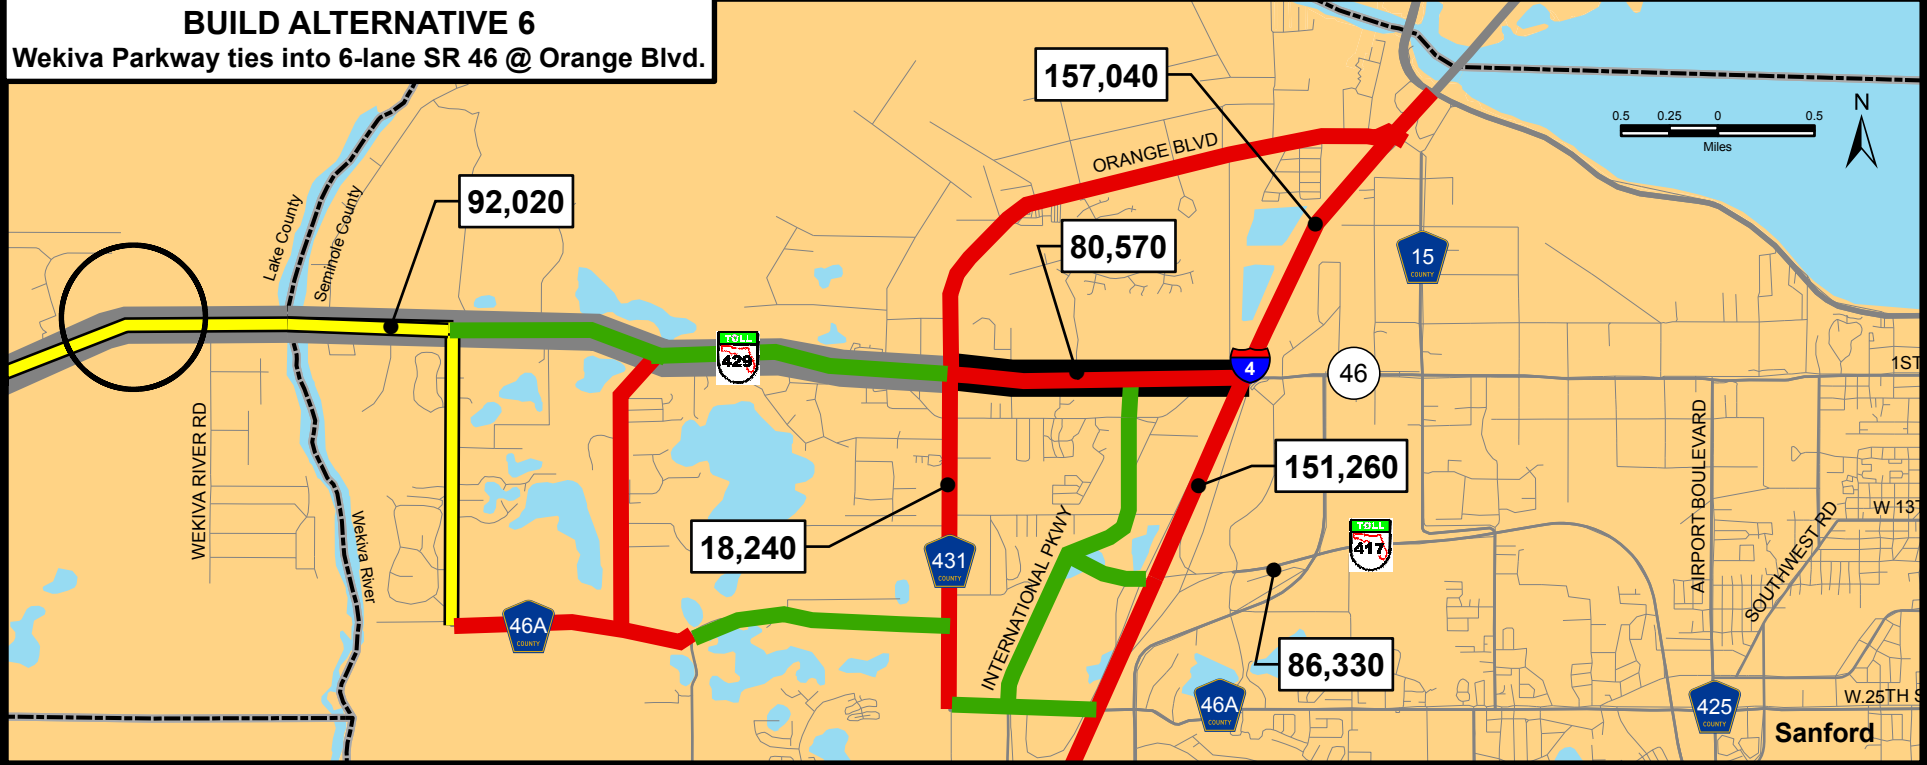 BUILD ALTERNATIVE 6
Wekiva Parkway ties into 6-lane SR 46 @ Orange Blvd.
157,040
ORANGE BLVD
0.5 0.25 0 0.5
Miles
N
92,020
Lake County
Seminole County
80,570
15
COUNTY
TOLL
429
4
46
1ST
WEKIVA RIVER RD
151,260
AIRPORT BOULEVARD
SOUTHWEST RD
W 13T
Wekiva River
18,240
431
COUNTY
INTERNATIONAL PKWY
TOLL
417
46A
COUNTY
86,330
46A
COUNTY
425
COUNTY
W.25TH S
Sanford